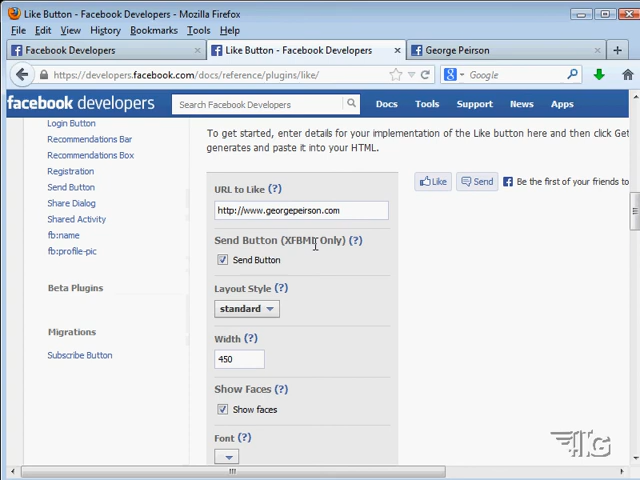 Like Button - Facebook Developers - Mozilla Firefox
File Edit View History Bookmarks Tools Help
Facebook Developers
Like Button - Facebook Developers
George Peirson
https://developers.facebook.com/docs/reference/plugins/like/
Google
facebook developers
Search Facebook Developers
Docs Tools Support News Apps
Login Button
Recommendations Bar
Recommendations Box
Registration
Send Button
Share Dialog
Shared Activity
fb:name
fb:profile-pic
Beta Plugins
Migrations
Subscribe Button
To get started, enter details for your implementation of the Like button here and then click Get
generates and paste it into your HTML.
URL to Like (?)
http://www.georgepeirson.com
Send Button (XFBML Only) (?)
Send Button
Layout Style (?)
standard
Width (?)
450
Show Faces (?)
Show faces
Font (?)
Like
Send
Be the first of your friends to